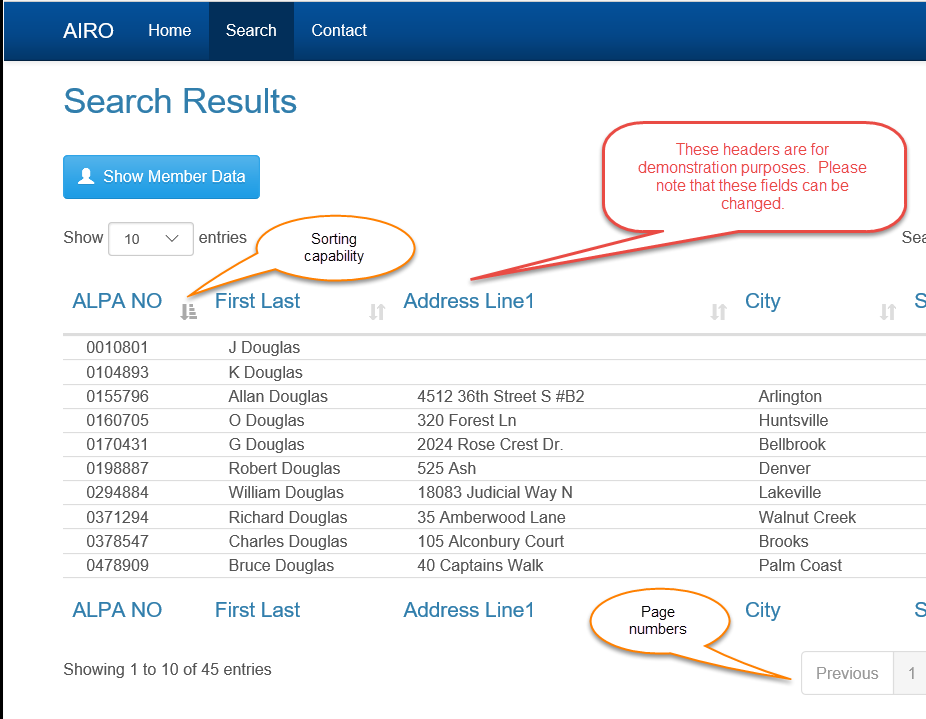 AIRO Home Search Contact
Search Results
These headers are for
demonstration purposes. Please
note that these fields can be
changed.
Show Member Data
Show 10 entries
Sorting
capability
Sea
ALPA NO First Last Address Line1 City S
0010801 J Douglas
0104893 K Douglas
0155796 Allan Douglas 4512 36th Street S #B2 Arlington
0160705 O Douglas 320 Forest Ln Huntsville
0170431 G Douglas 2024 Rose Crest Dr. Bellbrook
0198887 Robert Douglas 525 Ash Denver
0294884 William Douglas 18083 Judicial Way N Lakeville
0371294 Richard Douglas 35 Amberwood Lane Walnut Creek
0378547 Charles Douglas 105 Alconbury Court Brooks
0478909 Bruce Douglas 40 Captains Walk Palm Coast
ALPA NO First Last Address Line1 City S
Page
numbers
Showing 1 to 10 of 45 entries
Previous 1